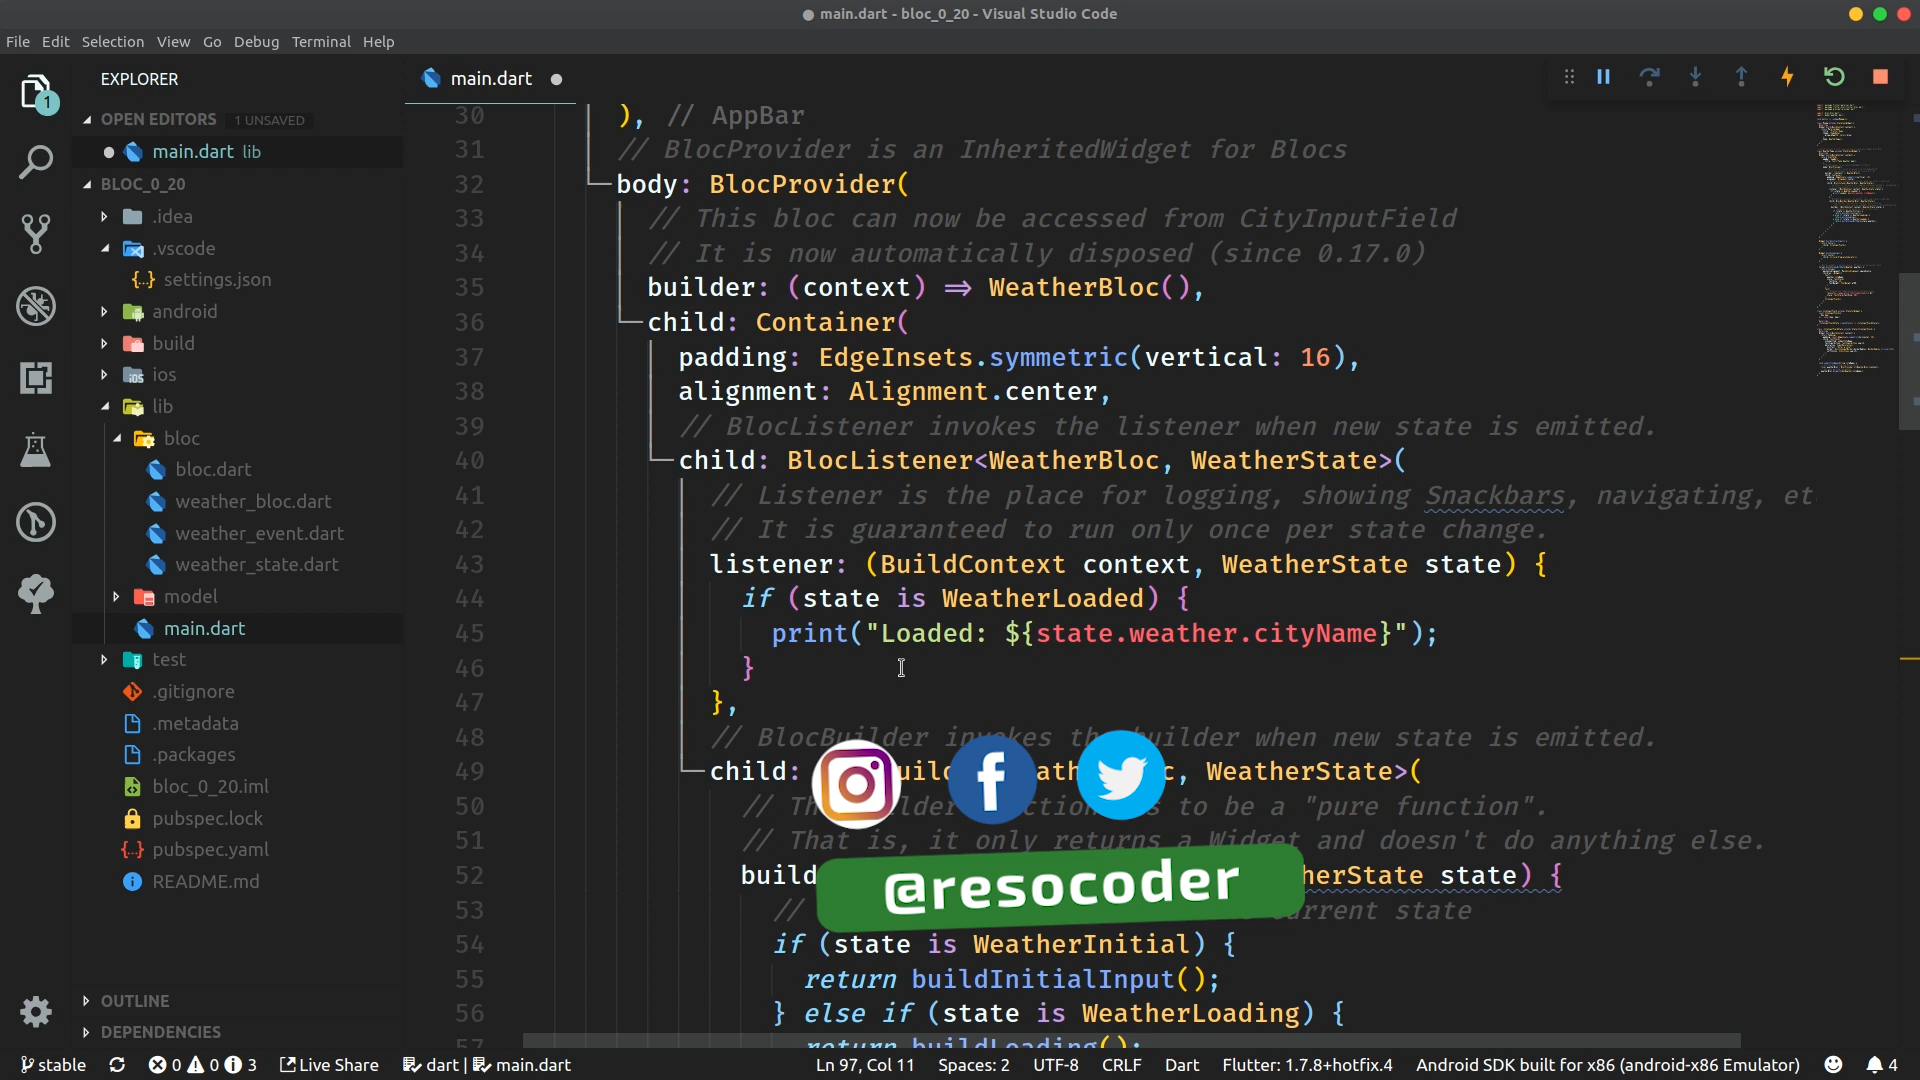 main.dart - bloc_0_20 - Visual Studio Code
File Edit Selection View Go Debug Terminal Help
EXPLORER
OPEN EDITORS 1 UNSAVED
main.dart lib
BLOC_0_20
.idea
.vscode
settings.json
android
build
ios
lib
bloc
bloc.dart
weather_bloc.dart
weather_event.dart
weather_state.dart
model
main.dart
test
.gitignore
.metadata
.packages
bloc_0_20.iml
pubspec.lock
pubspec.yaml
README.md
OUTLINE
DEPENDENCIES
main.dart
30 ), // AppBar
31 // BlocProvider is an InheritedWidget for Blocs
32 body: BlocProvider(
33 // This bloc can now be accessed from CityInputField
34 // It is now automatically disposed (since 0.17.0)
35 builder: (context) => WeatherBloc(),
36 child: Container(
37 padding: EdgeInsets.symmetric(vertical: 16),
38 alignment: Alignment.center,
39 // BlocListener invokes the listener when new state is emitted.
40 child: BlocListener<WeatherBloc, WeatherState>(
41 // Listener is the place for logging, showing Snackbars, navigating, et
42 // It is guaranteed to run only once per state change.
43 listener: (BuildContext context, WeatherState state) {
44 if (state is WeatherLoaded) {
45 print("Loaded: ${state.weather.cityName}");
46 }
47 },
48 // BlocBuilder invokes the builder when new state is emitted.
49 child: , WeatherState>(
50 // to be a "pure function".
51 // That is, it only returns a Widget and doesn't do anything else.
52 state) {
53 // current state
54 if (state is WeatherInitial) {
55 return buildInitialInput();
56 } else if (state is WeatherLoading) {
57 return buildLoading();
@resocoder
stable 0 0 3 Live Share dart | main.dart Ln 97, Col 11 Spaces: 2 UTF-8 CRLF Dart Flutter: 1.7.8+hotfix.4 Android SDK built for x86 (android-x86 Emulator) 4